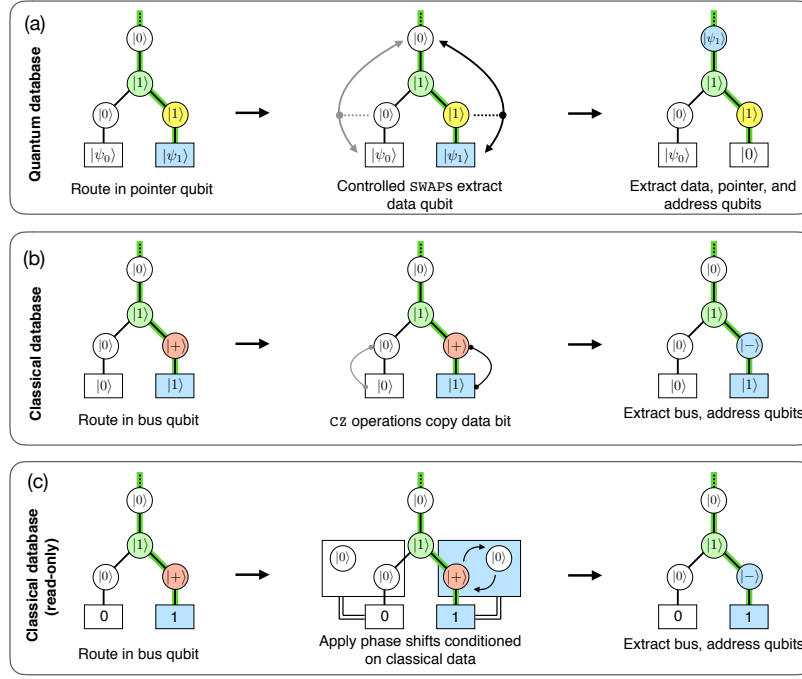 (a)
Quantum database
|0⟩
|1⟩
|0⟩
|1⟩
|ψ₀⟩
|ψ₁⟩
Route in pointer qubit
|0⟩
|1⟩
|0⟩
|1⟩
|ψ₀⟩
|ψ₁⟩
Controlled SWAPs extract
data qubit
|ψ₁⟩
|1⟩
|0⟩
|1⟩
|ψ₀⟩
|0⟩
Extract data, pointer, and
address qubits
(b)
Classical database
|0⟩
|1⟩
|0⟩
|+⟩
|0⟩
|1⟩
Route in bus qubit
|0⟩
|1⟩
|0⟩
|+⟩
|0⟩
|1⟩
CZ operations copy data bit
|0⟩
|1⟩
|0⟩
|−⟩
|0⟩
|1⟩
Extract bus, address qubits
(c)
Classical database
(read-only)
|0⟩
|1⟩
|0⟩
|+⟩
0
1
Route in bus qubit
|0⟩
|1⟩
|0⟩
|0⟩
|0⟩
|+⟩
0
1
Apply phase shifts conditioned
on classical data
|0⟩
|1⟩
|0⟩
|−⟩
0
1
Extract bus, address qubits